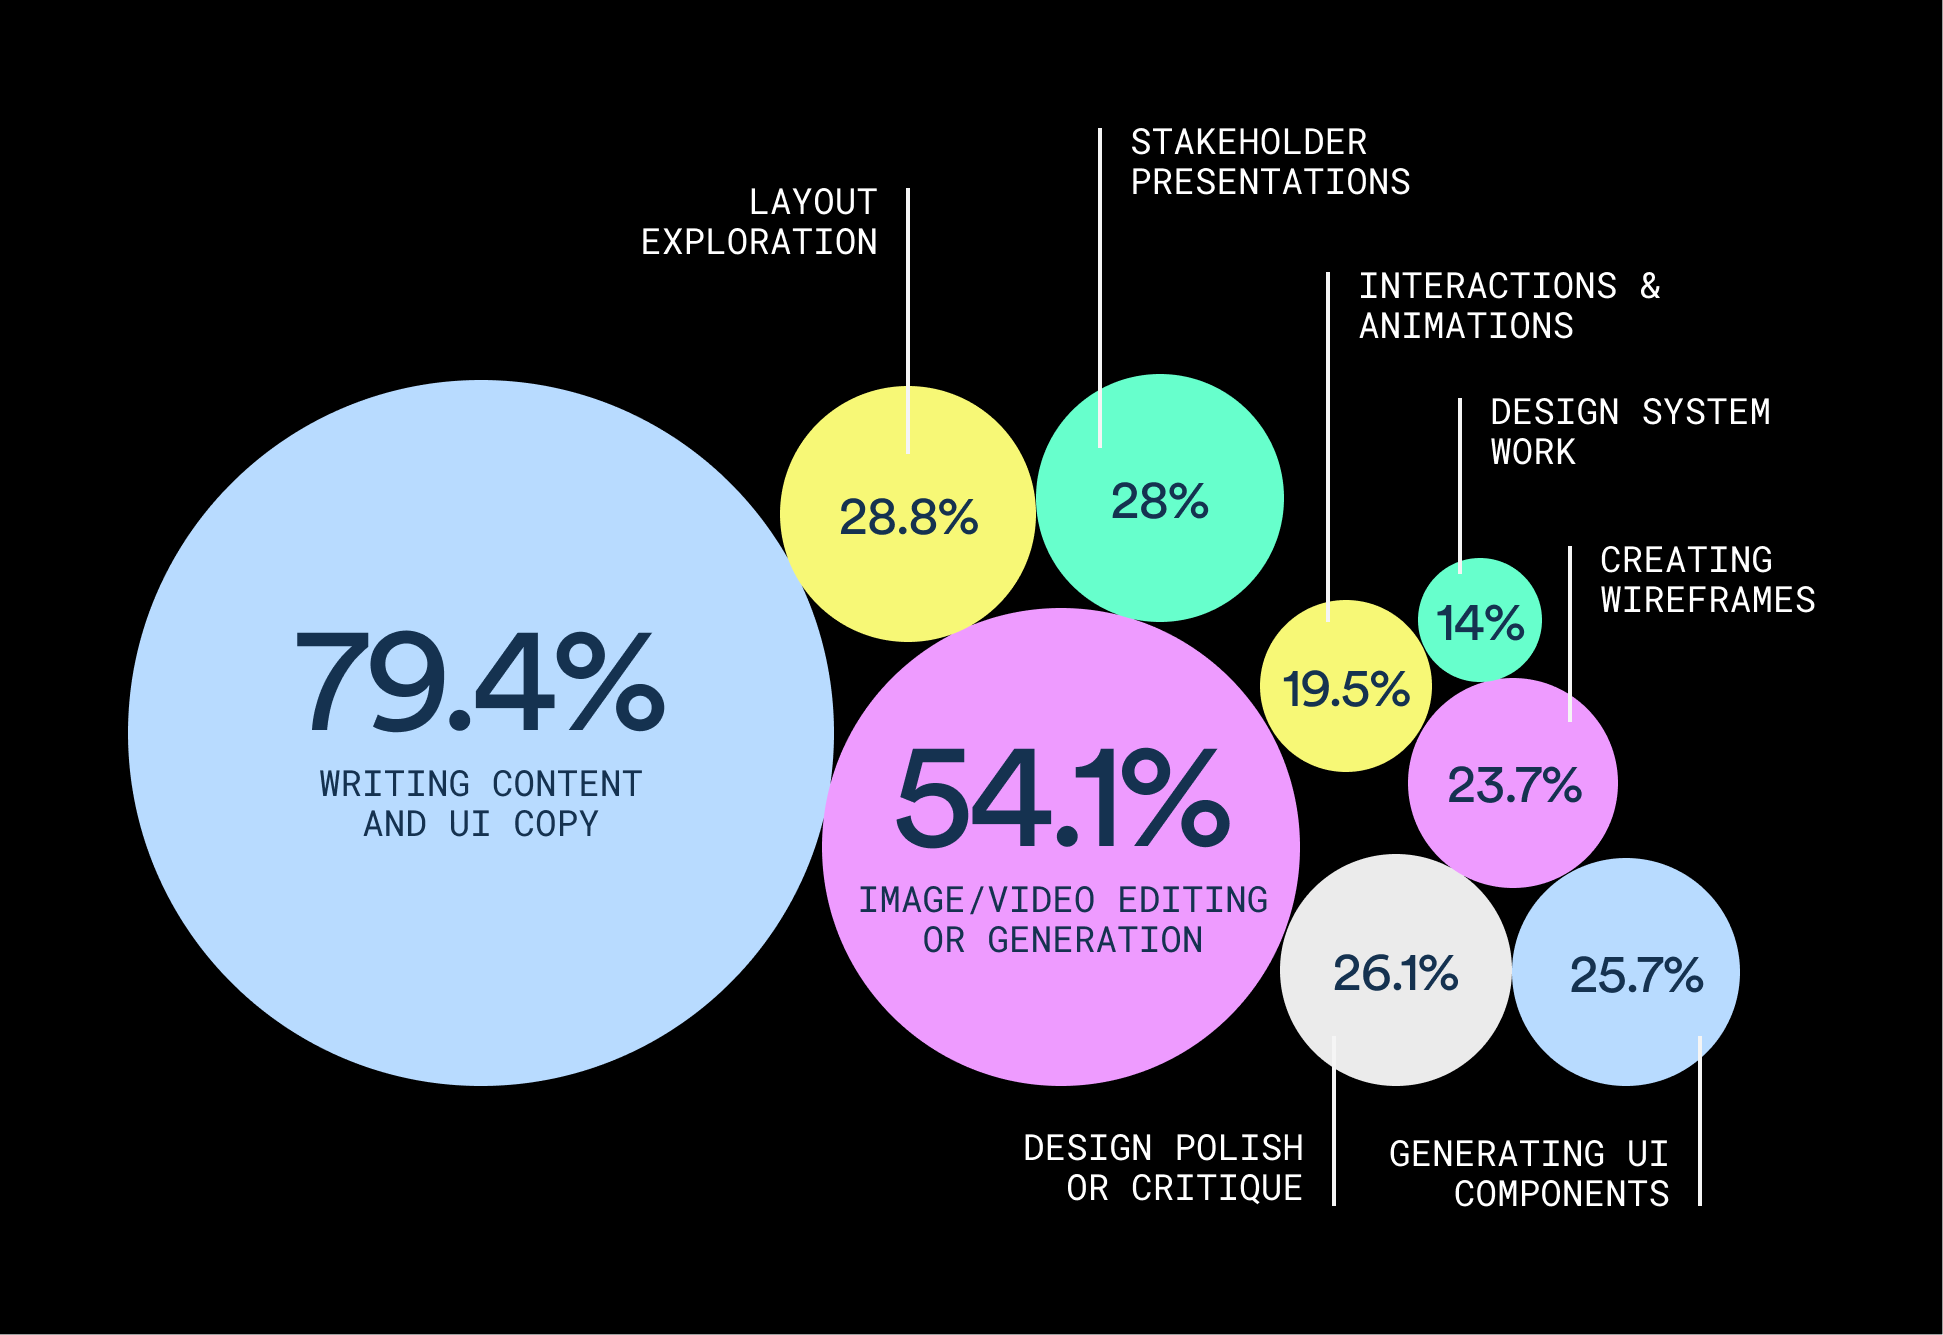 STAKEHOLDER
PRESENTATIONS
LAYOUT
EXPLORATION
INTERACTIONS &
ANIMATIONS
DESIGN SYSTEM
WORK
CREATING
WIREFRAMES
28.8%
28%
14%
19.5%
79.4%
WRITING CONTENT
AND UI COPY
54.1%
IMAGE/VIDEO EDITING
OR GENERATION
23.7%
26.1%
25.7%
DESIGN POLISH
OR CRITIQUE
GENERATING UI
COMPONENTS